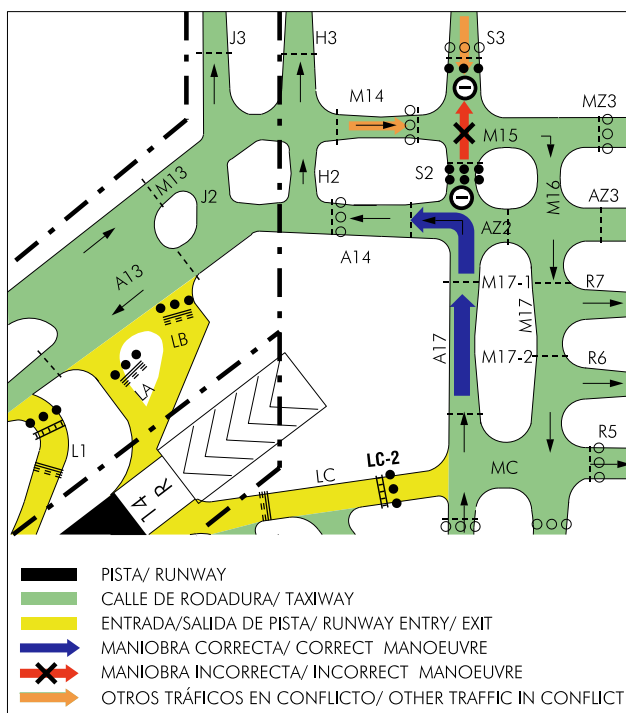 J3
H3
S3
M14
MZ3
M15
M13
H2
S2
M16
J2
AZ3
AZ2
A14
A13
M17-1
R7
M17
LB
A17
M17-2
R6
LA
L1
LC
LC-2
R5
MC
14
R
PISTA/ RUNWAY
CALLE DE RODADURA/ TAXIWAY
ENTRADA/SALIDA DE PISTA/ RUNWAY ENTRY/ EXIT
MANIOBRA CORRECTA/ CORRECT MANOEUVRE
MANIOBRA INCORRECTA/ INCORRECT MANOEUVRE
OTROS TRÁFICOS EN CONFLICTO/ OTHER TRAFFIC IN CONFLICT